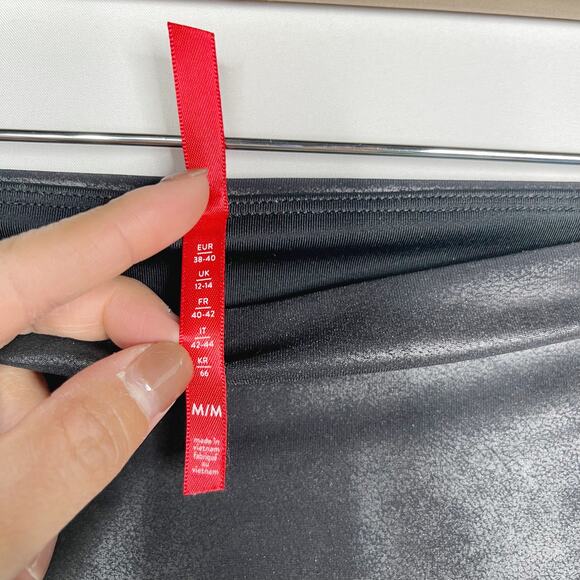 EUR
38-40
UK
12-14
FR
40-42
IT
42-44
KR
66
M/M
made in
vietnam
fabriqué
au
vietnam